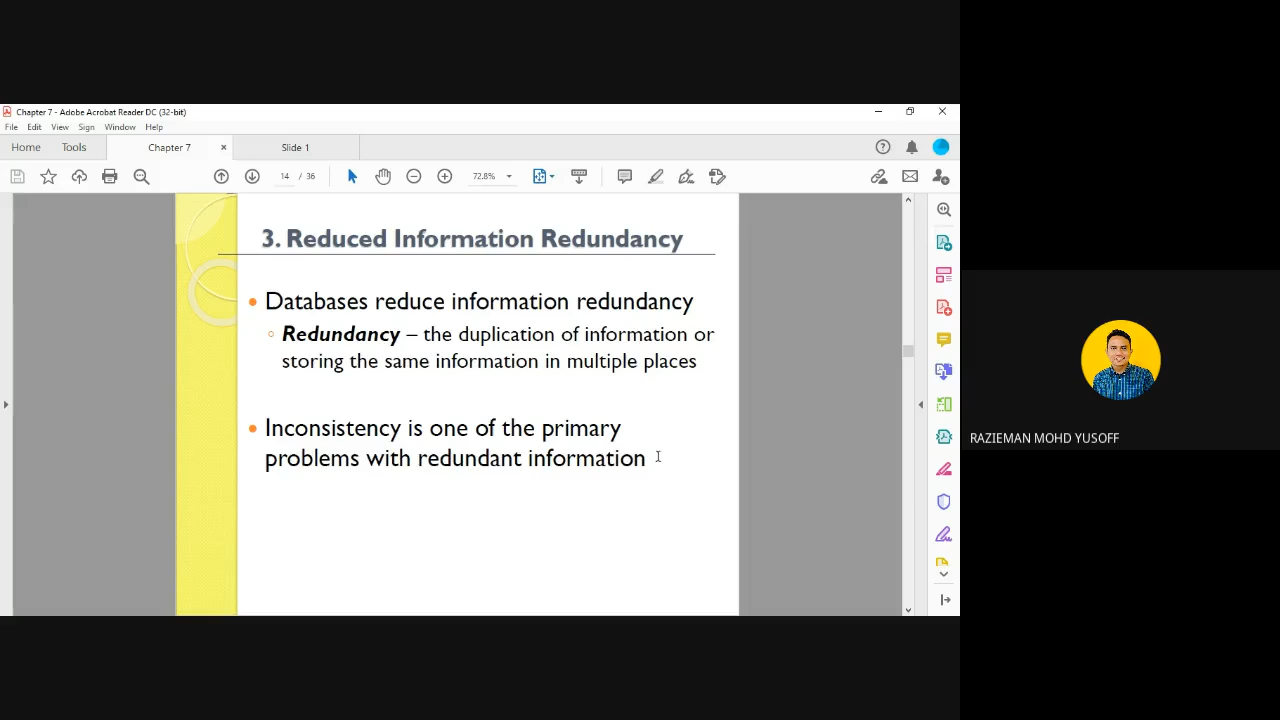 Chapter 7 - Adobe Acrobat Reader DC (32-bit)
File Edit View Sign Window Help
Home Tools Chapter 7 × Slide 1
14 / 36 72.8%
3. Reduced Information Redundancy
Databases reduce information redundancy
Redundancy – the duplication of information or
storing the same information in multiple places
Inconsistency is one of the primary
problems with redundant information
RAZIEMAN MOHD YUSOFF